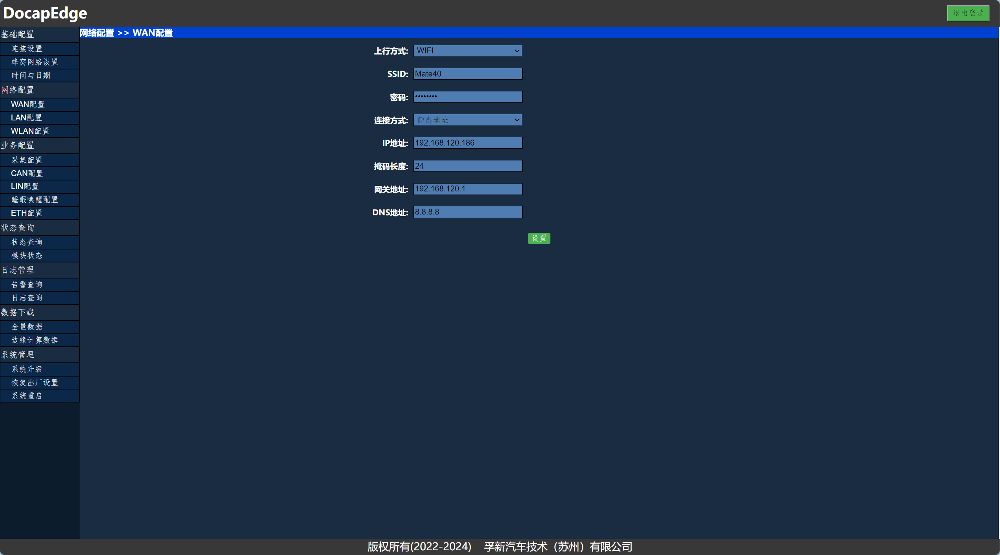 DocapEdge
退出登录
基础配置
连接设置
蜂窝网络设置
时间与日期
网络配置
WAN配置
LAN配置
WLAN配置
业务配置
采集配置
CAN配置
LIN配置
睡眠唤醒配置
ETH配置
状态查询
状态查询
模块状态
日志管理
告警查询
日志查询
数据下载
全量数据
边缘计算数据
系统管理
系统升级
恢复出厂设置
系统重启
网络配置 >> WAN配置
上行方式: WIFI
SSID: Mate40
密码: ••••••••
连接方式: 静态地址
IP地址: 192.168.120.186
掩码长度: 24
网关地址: 192.168.120.1
DNS地址: 8.8.8.8
设置
版权所有(2022-2024) 孚新汽车技术（苏州）有限公司